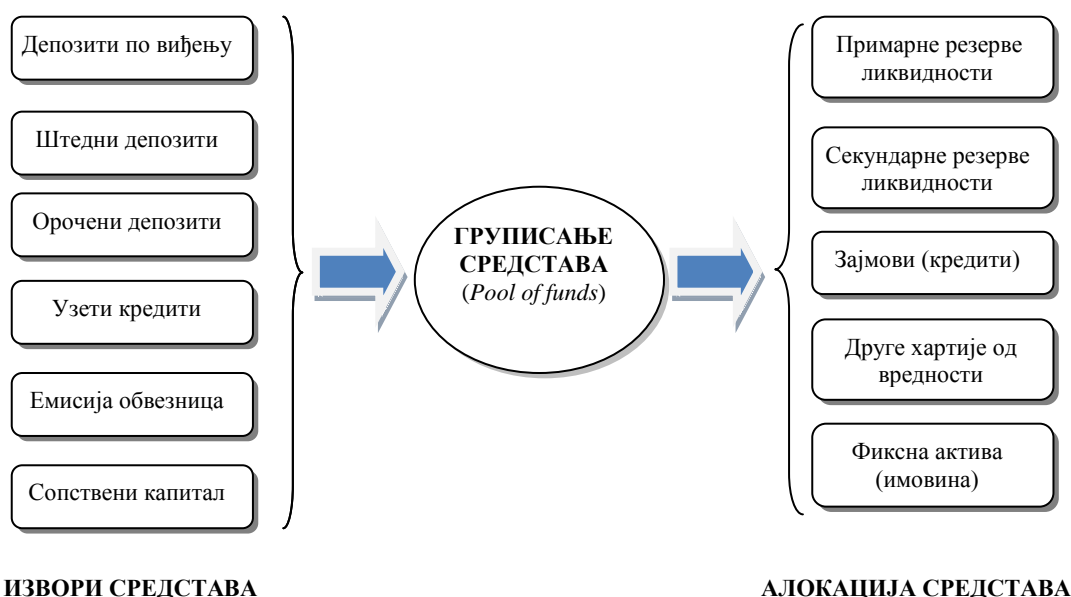 Депозити по виђењу
Штедни депозити
Орочени депозити
Узети кредити
Емисија обвезница
Сопствени капитал
ИЗВОРИ СРЕДСТАВА
ГРУПИСАЊЕ
СРЕДСТАВА
(Pool of funds)
Примарне резерве
ликвидности
Секундарне резерве
ликвидности
Зајмови (кредити)
Друге хартије од
вредности
Фиксна актива
(имовина)
АЛОКАЦИЈА СРЕДСТАВА